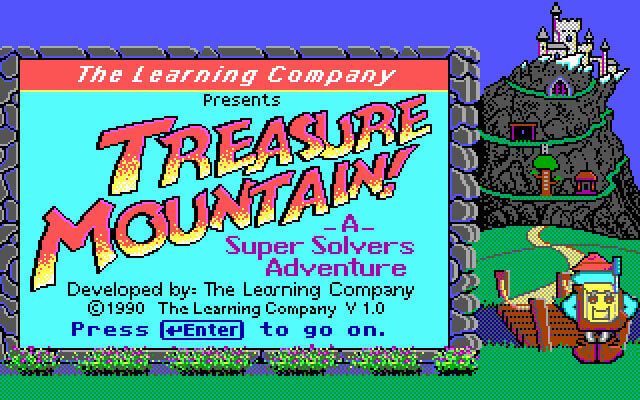 The Learning Company
Presents
TREASURE
MOUNTAIN!
-A-
Super Solvers
Adventure
Developed by: The Learning Company
©1990 The Learning Company V 1.0
Press ↵Enter to go on.